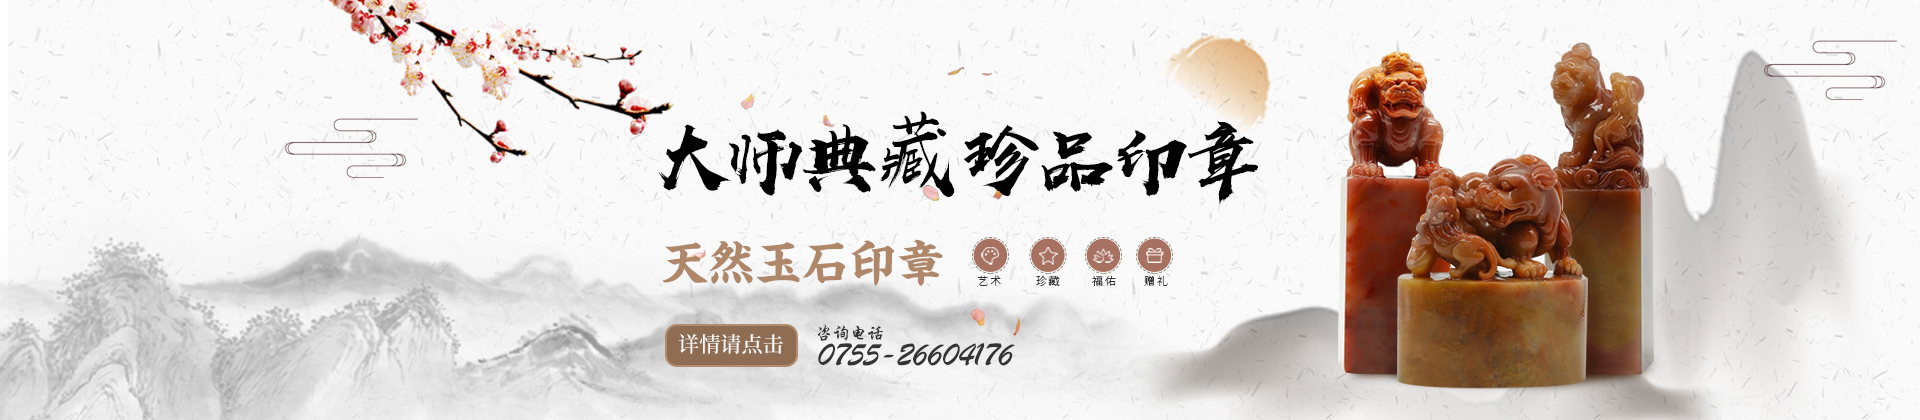 大师典藏珍品印章
天然玉石印章
艺术 珍藏 福佑 赠礼
详情请点击
咨询电话
0755-26604176